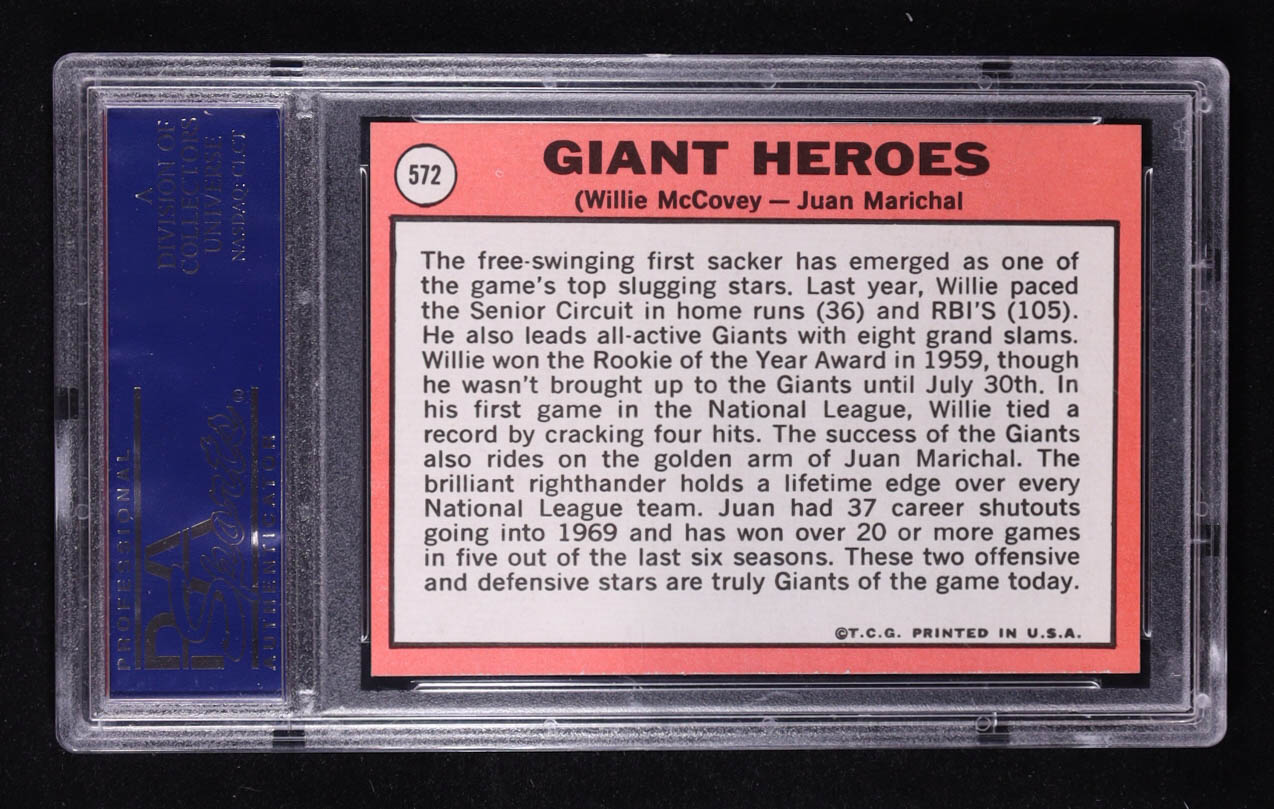 572
GIANT HEROES
(Willie McCovey — Juan Marichal
The free-swinging first sacker has emerged as one of
the game's top slugging stars. Last year, Willie paced
the Senior Circuit in home runs (36) and RBI'S (105).
He also leads all-active Giants with eight grand slams.
Willie won the Rookie of the Year Award in 1959, though
he wasn't brought up to the Giants until July 30th. In
his first game in the National League, Willie tied a
record by cracking four hits. The success of the Giants
also rides on the golden arm of Juan Marichal. The
brilliant righthander holds a lifetime edge over every
National League team. Juan had 37 career shutouts
going into 1969 and has won over 20 or more games
in five out of the last six seasons. These two offensive
and defensive stars are truly Giants of the game today.
©T.C.G. PRINTED IN U.S.A.
A
DIVISION OF
COLLECTORS
UNIVERSE
NASDAQ: CLCT
PROFESSIONAL
PSA
Sports
AUTHENTICATOR